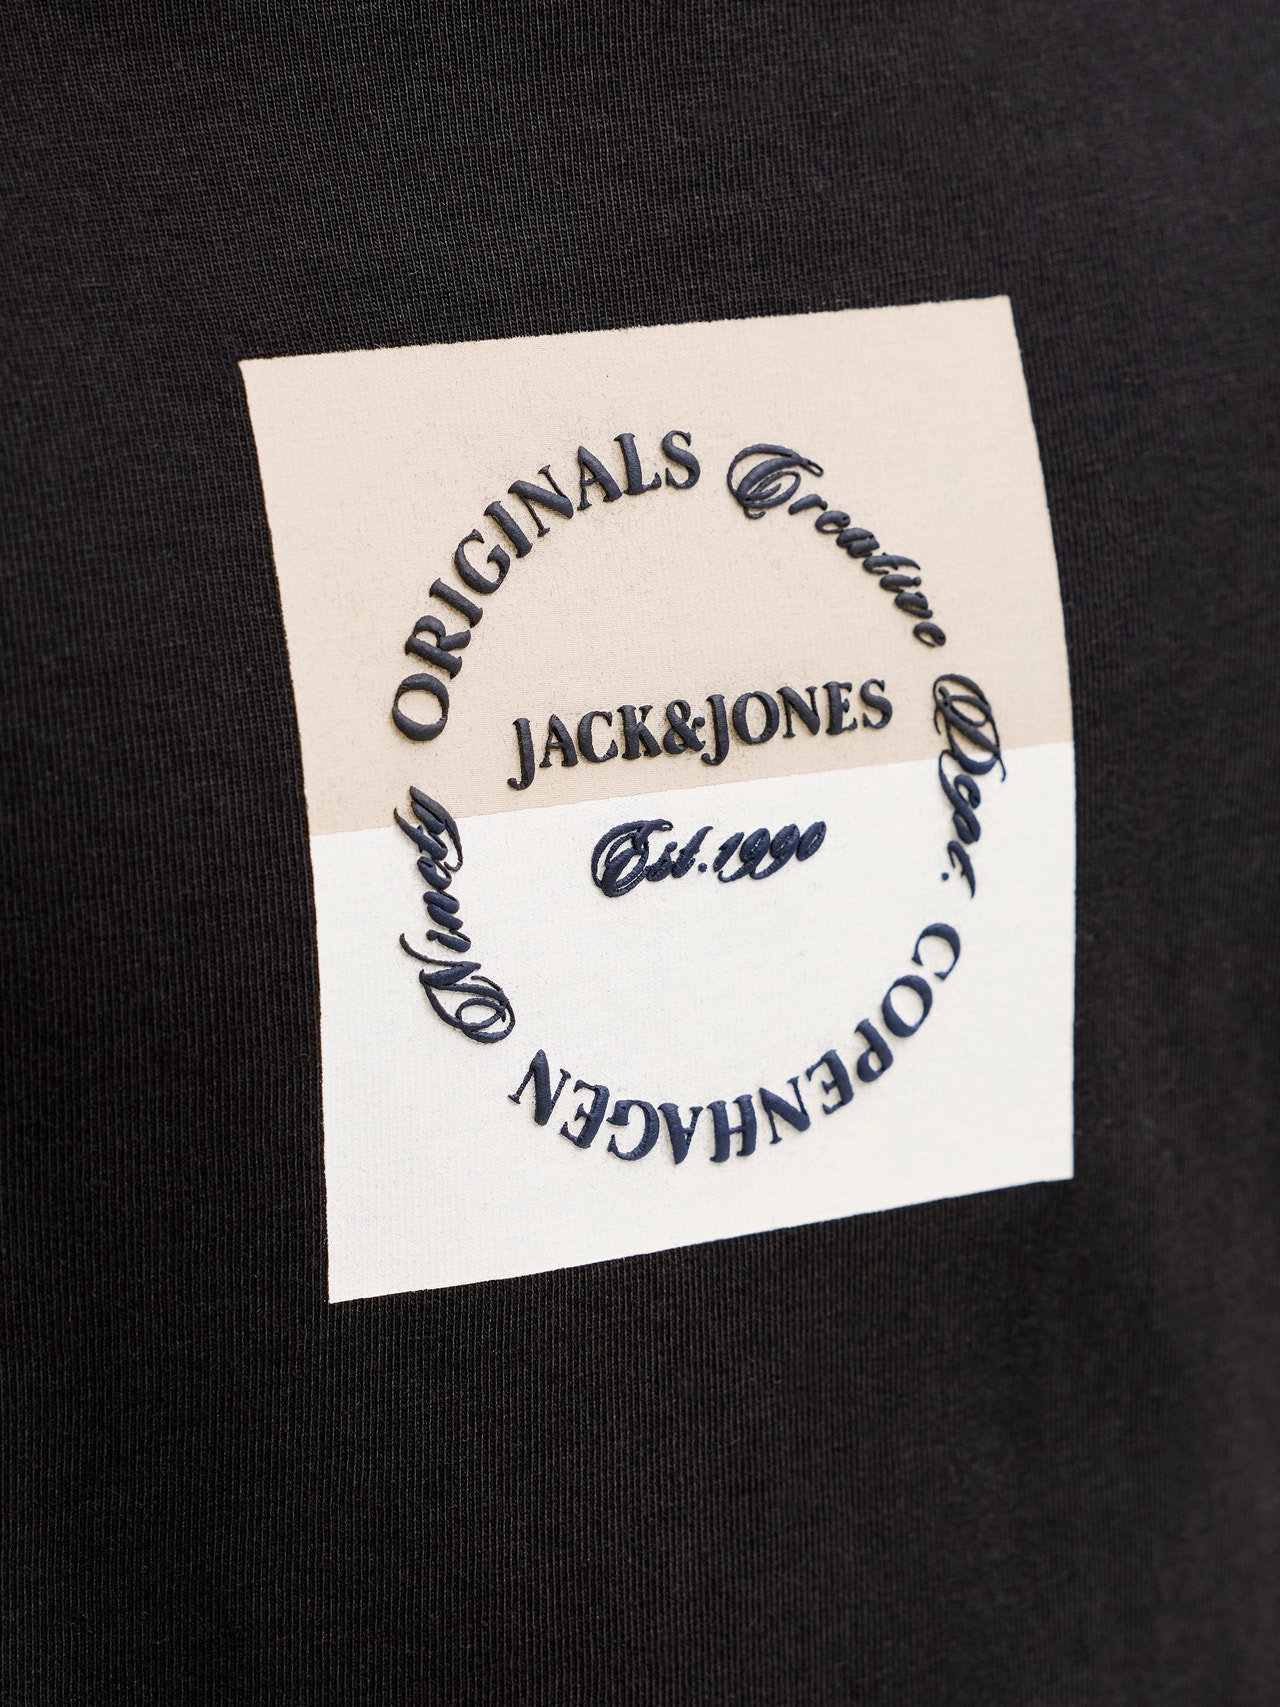 ORIGINALS Creative Dept. COPENHAGEN Ninety
JACK&JONES
Est.1990